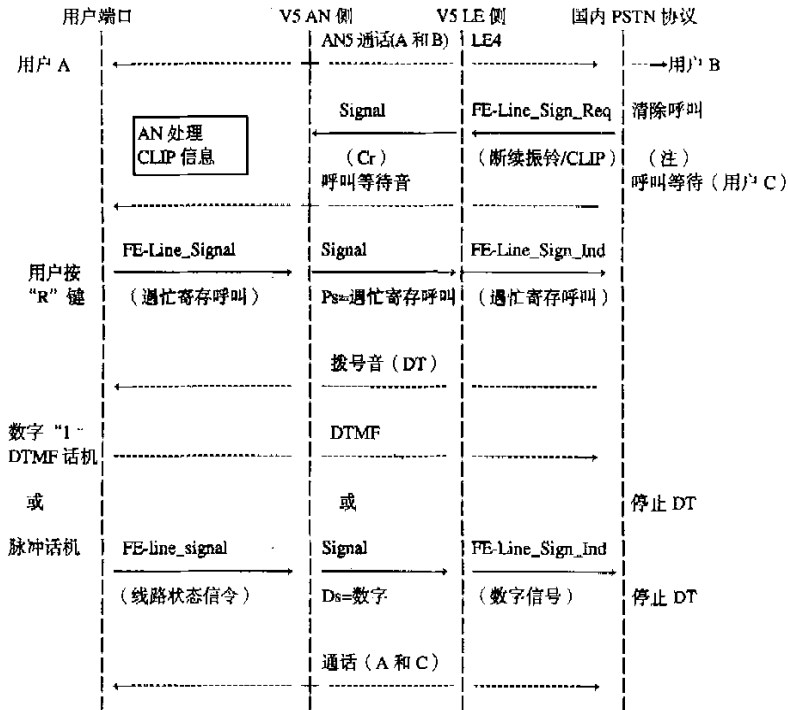 用户端口 V5 AN 侧 V5 LE 侧 国内 PSTN 协议
AN5 通话(A 和 B) LE4
用户 A 用户 B
Signal FE-Line_Sign_Req 清除呼叫
AN 处理
CLIP 信息
(Cr) (断续振铃/CLIP) (注)
呼叫等待音 呼叫等待(用户 C)
FE-Line_Signal Signal FE-Line_Sign_Ind
用户按
“R”键 (遇忙寄存呼叫) Ps=遇忙寄存呼叫 (遇忙寄存呼叫)
拨号音(DT)
数字 “1” DTMF
DTMF 话机
或 或 停止 DT
脉冲话机 FE-line_signal Signal FE-Line_Sign_Ind
(线路状态信令) Ds=数字 (数字信号) 停止 DT
通话(A 和 C)